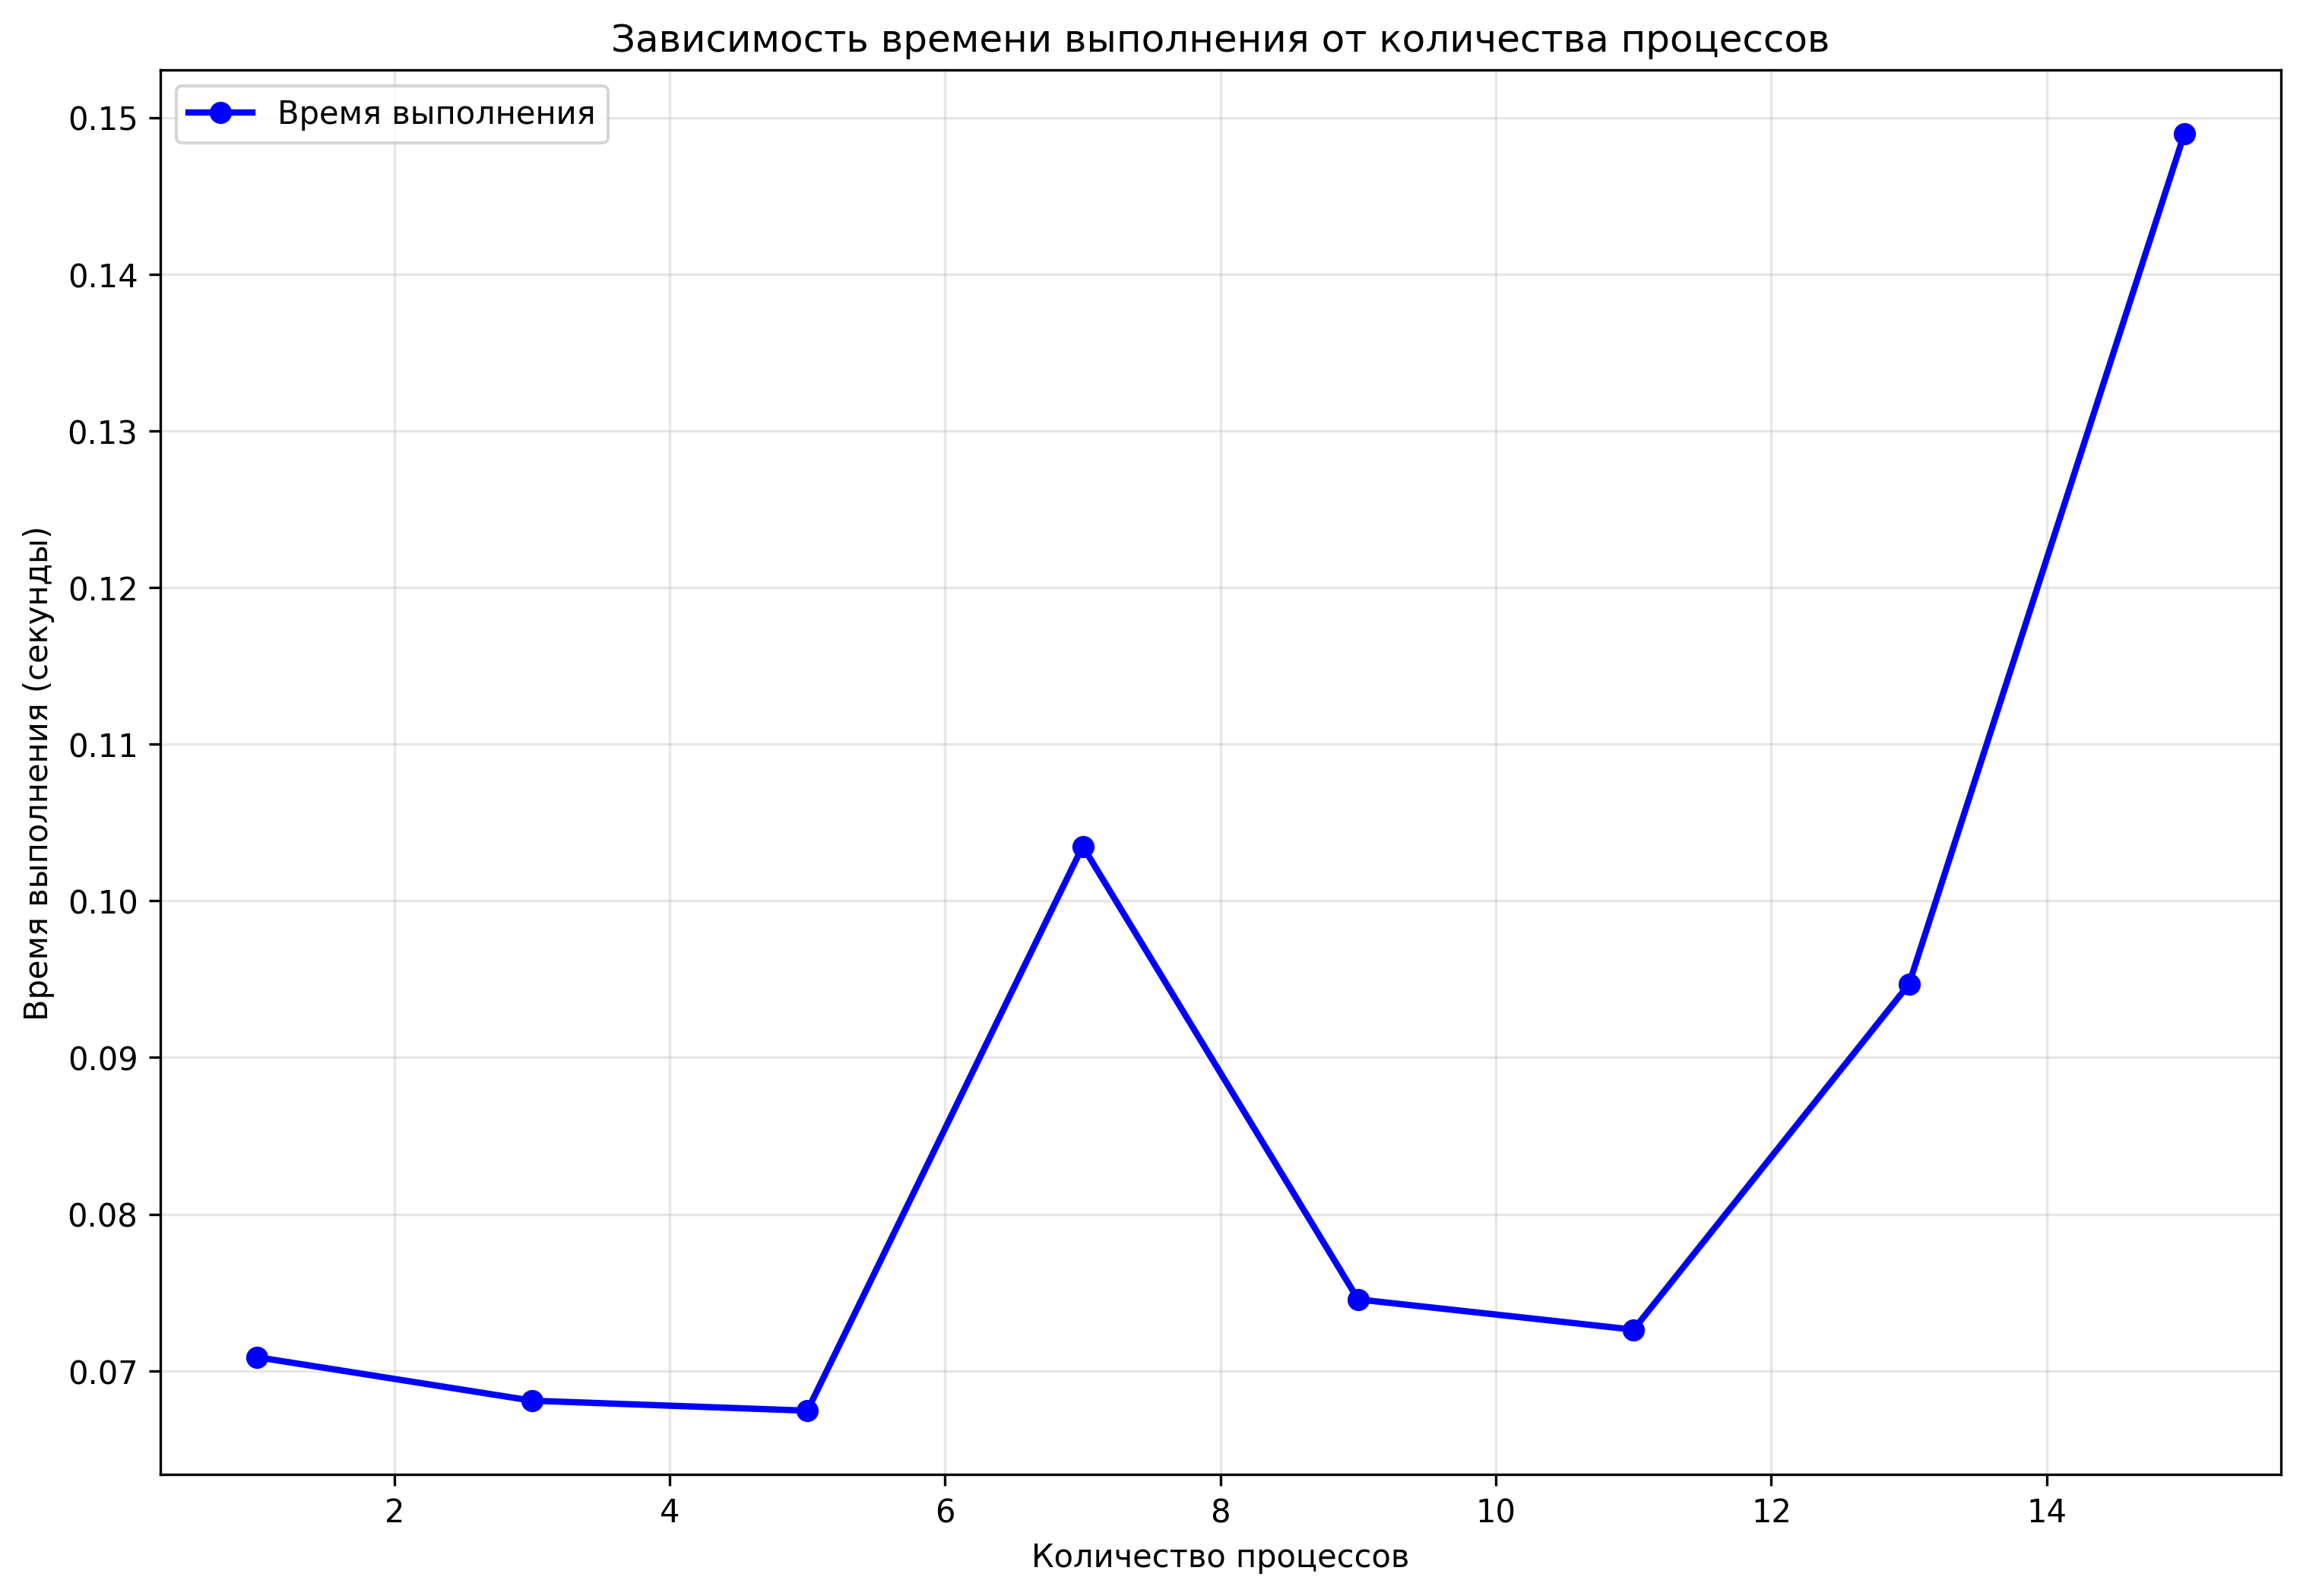 Зависимость времени выполнения от количества процессов
Время выполнения
0.15
0.14
0.13
0.12
0.11
0.10
0.09
0.08
0.07
Время выполнения (секунды)
2 4 6 8 10 12 14
Количество процессов